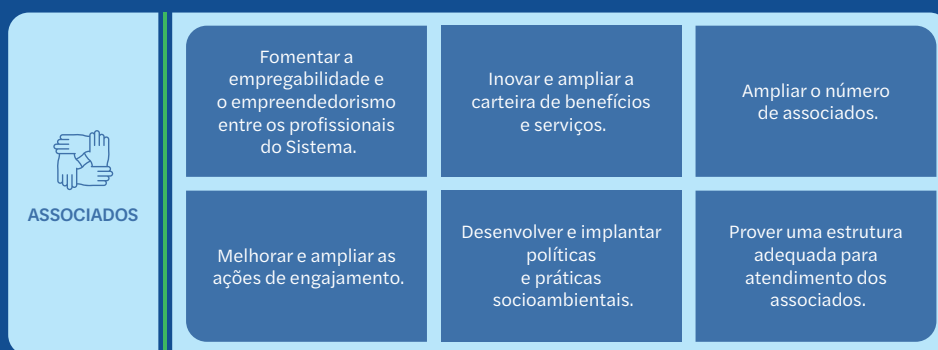 ASSOCIADOS
Fomentar a
empregabilidade e
o empreendedorismo
entre os profissionais
do Sistema.
Inovar e ampliar a
carteira de benefícios
e serviços.
Ampliar o número
de associados.
Melhorar e ampliar as
ações de engajamento.
Desenvolver e implantar
políticas
e práticas
socioambientais.
Prover uma estrutura
adequada para
atendimento dos
associados.